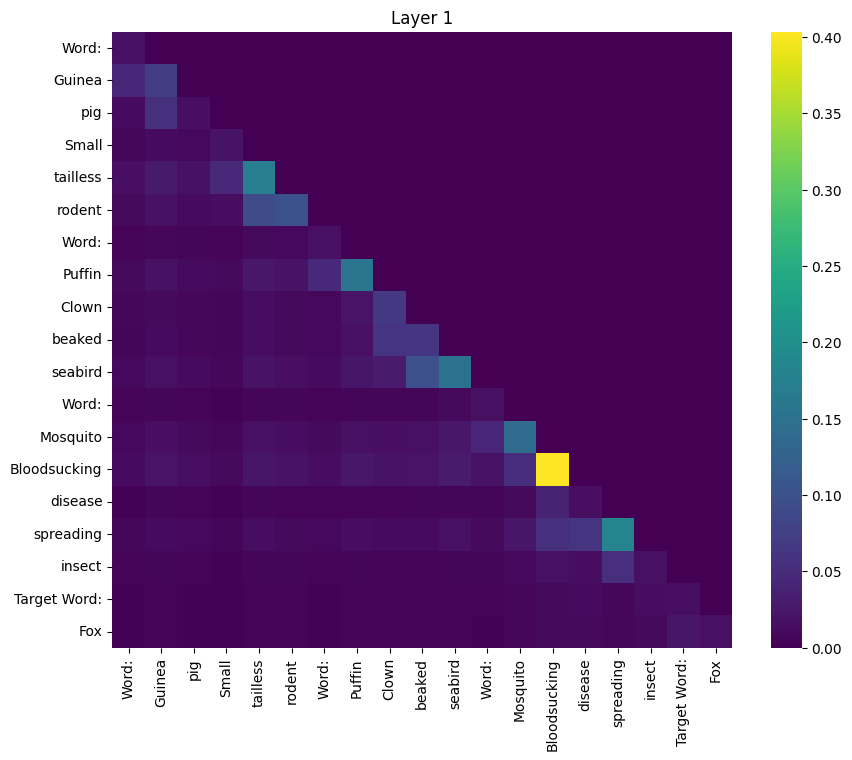 Layer 1
Word:
Guinea
pig
Small
tailless
rodent
Word:
Puffin
Clown
beaked
seabird
Word:
Mosquito
Bloodsucking
disease
spreading
insect
Target Word:
Fox
Word:
Guinea
pig
Small
tailless
rodent
Word:
Puffin
Clown
beaked
seabird
Word:
Mosquito
Bloodsucking
disease
spreading
insect
Target Word:
Fox
0.40
0.35
0.30
0.25
0.20
0.15
0.10
0.05
0.00